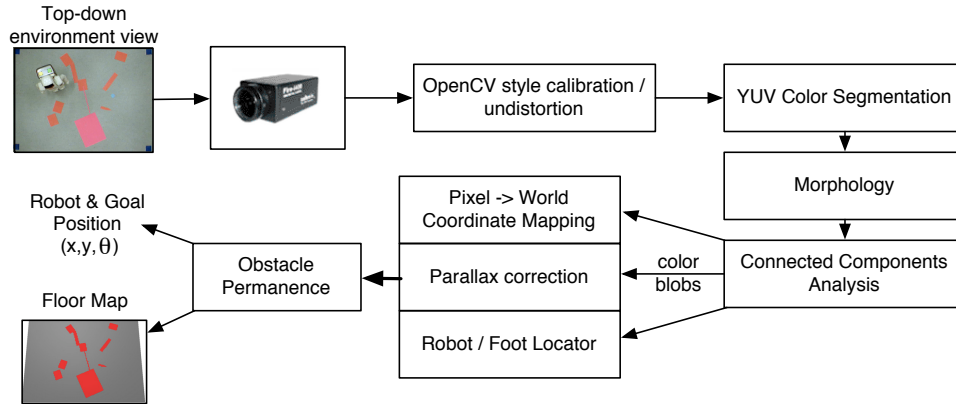 Top-down
environment view
OpenCV style calibration /
undistortion
YUV Color Segmentation
Morphology
Connected Components
Analysis
color
blobs
Pixel -> World
Coordinate Mapping
Parallax correction
Robot / Foot Locator
Obstacle
Permanence
Robot & Goal
Position
(x,y,θ)
Floor Map